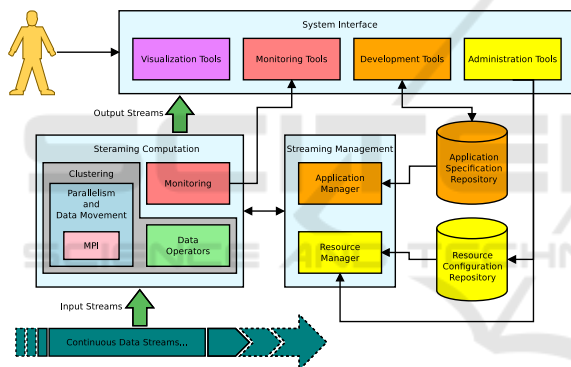 System Interface
Visualization Tools
Monitoring Tools
Development Tools
Administration Tools
Output Streams
Steraming Computation
Clustering
Parallelism
and
Data Movement
MPI
Monitoring
Data
Operators
Streaming Management
Application
Manager
Resource
Manager
Application
Specification
Repository
Resource
Configuration
Repository
Input Streams
Continuous Data Streams...